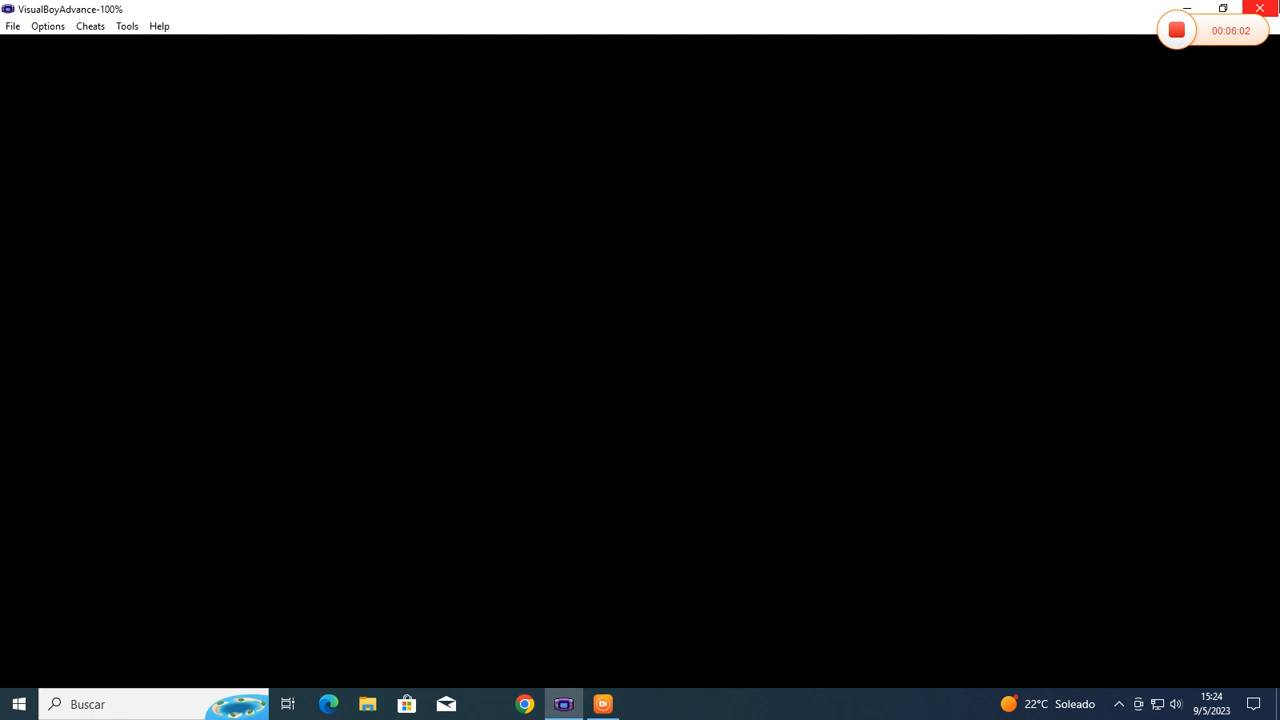 VisualBoyAdvance-100%
File Options Cheats Tools Help
00:06:02
Buscar
22°C Soleado
15:24
9/5/2023